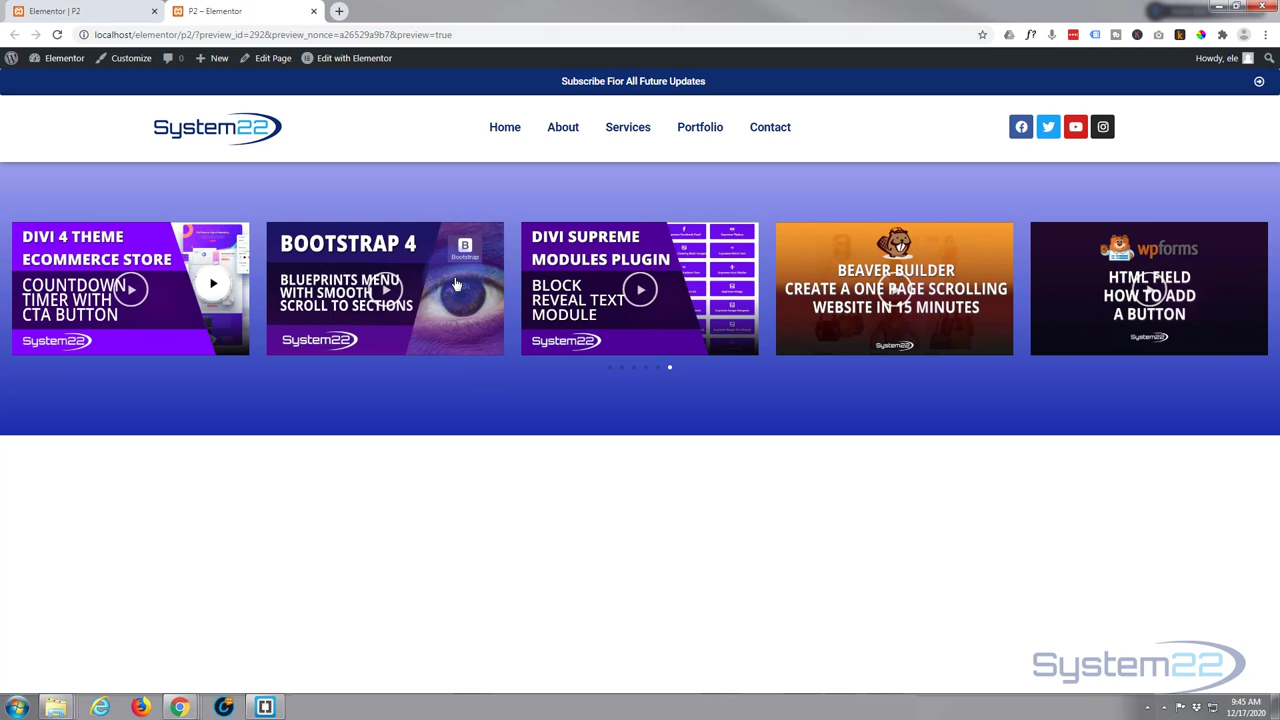 Elementor | P2
P2 – Elementor
localhost/elementor/p2/?preview_id=292&preview_nonce=a26529a9b7&preview=true
Elementor
Customize
0
New
Edit Page
Edit with Elementor
Howdy, ele
Subscribe Fior All Future Updates
System22
Home
About
Services
Portfolio
Contact
DIVI 4 THEME
ECOMMERCE STORE
COUNTDOWN
TIMER WITH
CTA BUTTON
System22
BOOTSTRAP 4
B
Bootstrap
BLUEPRINTS MENU
WITH SMOOTH
SCROLL TO SECTIONS
System22
DIVI SUPREME
MODULES PLUGIN
BLOCK
REVEAL TEXT
MODULE
System22
BEAVER BUILDER
CREATE A ONE PAGE SCROLLING
WEBSITE IN 15 MINUTES
System22
wpforms
HTML FIELD
HOW TO ADD
A BUTTON
System22
System22
9:45 AM
12/17/2020